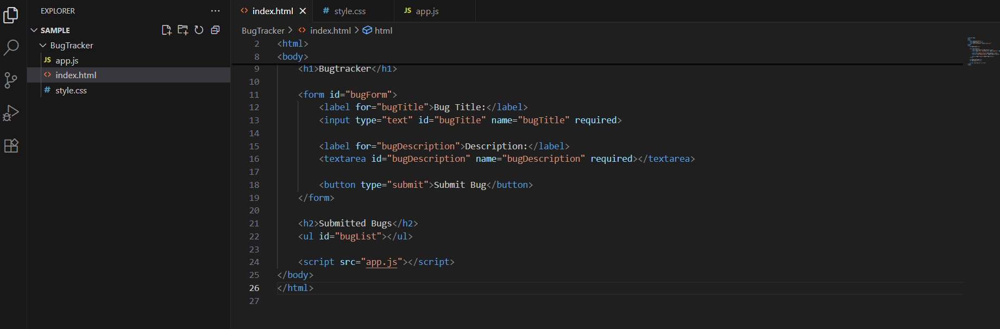 EXPLORER
SAMPLE
BugTracker
JS app.js
<> index.html
# style.css
<> index.html
# style.css
JS app.js
BugTracker > <> index.html > html
2 <html>
8 <body>
9 <h1>Bugtracker</h1>
10
11 <form id="bugForm">
12 <label for="bugTitle">Bug Title:</label>
13 <input type="text" id="bugTitle" name="bugTitle" required>
14
15 <label for="bugDescription">Description:</label>
16 <textarea id="bugDescription" name="bugDescription" required></textarea>
17
18 <button type="submit">Submit Bug</button>
19 </form>
20
21 <h2>Submitted Bugs</h2>
22 <ul id="bugList"></ul>
23
24 <script src="app.js"></script>
25 </body>
26 </html>
27